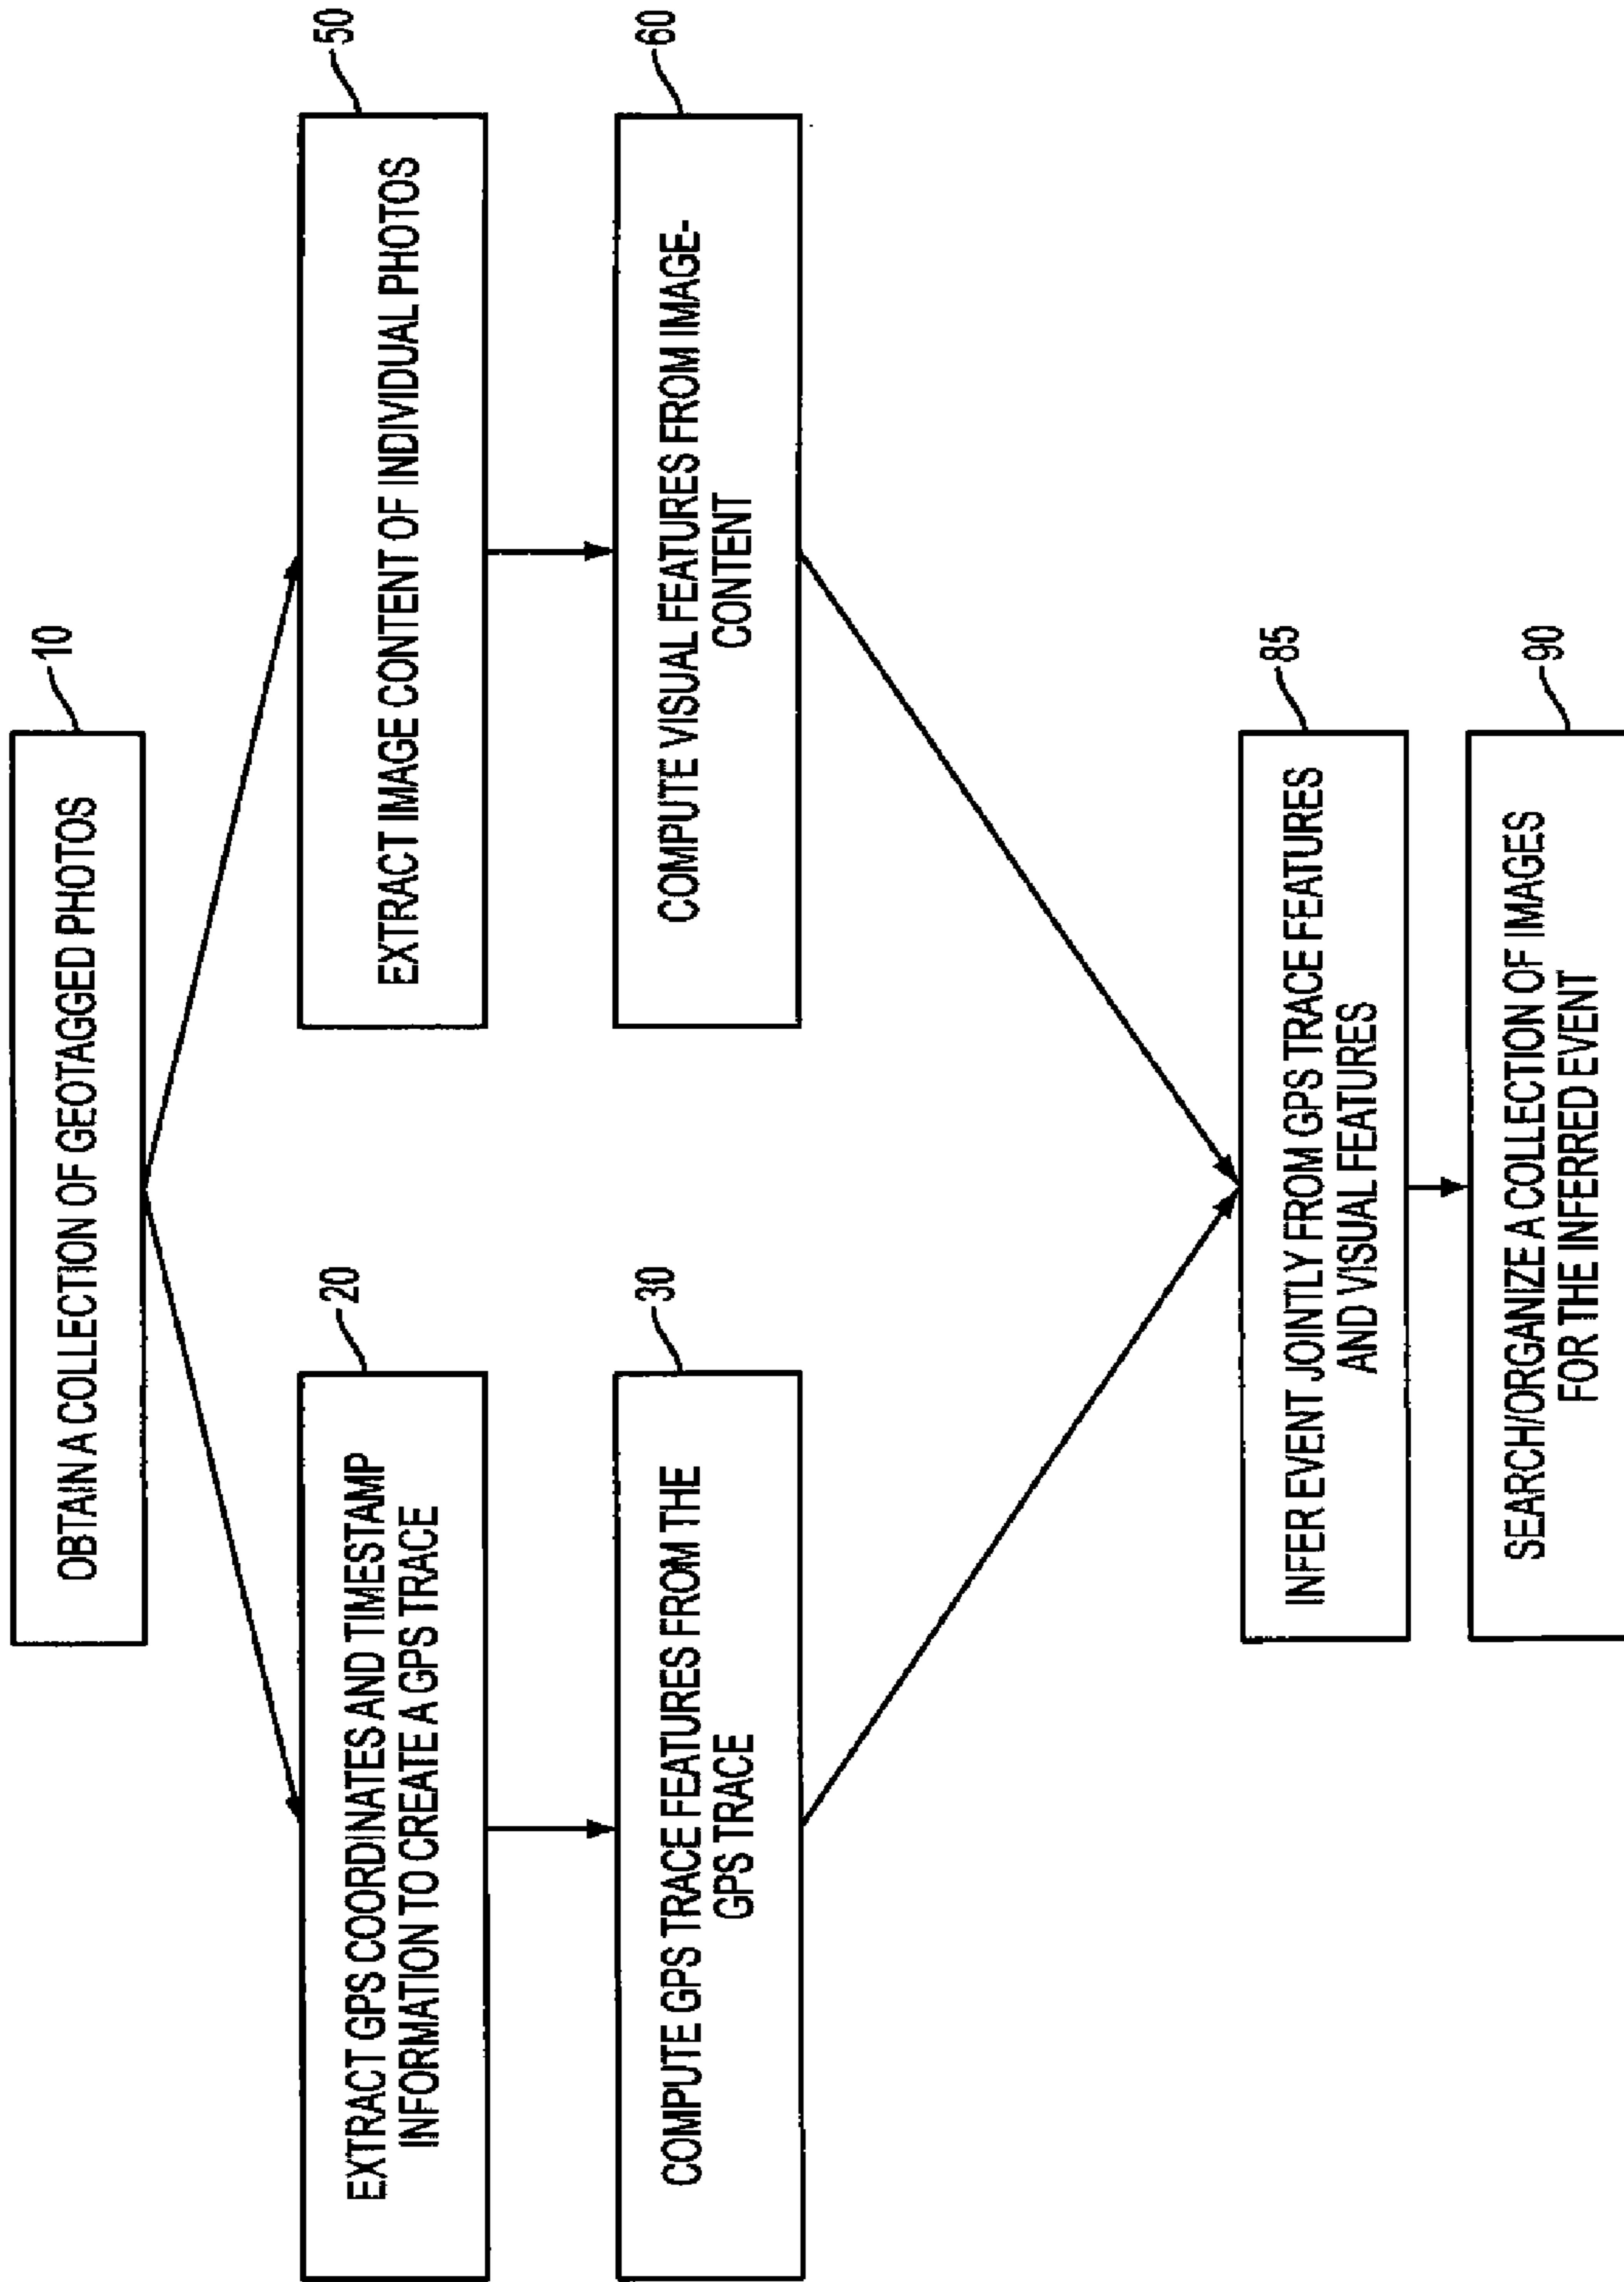 OBTAIN A COLLECTION OF GEOTAGGED PHOTOS
10
EXTRACT GPS COORDINATES AND TIMESTAMP
INFORMATION TO CREATE A GPS TRACE
20
EXTRACT IMAGE CONTENT OF INDIVIDUAL PHOTOS
50
COMPUTE GPS TRACE FEATURES FROM THE
GPS TRACE
30
COMPUTE VISUAL FEATURES FROM IMAGE-
CONTENT
60
INFER EVENT JOINTLY FROM GPS TRACE FEATURES
AND VISUAL FEATURES
85
SEARCH/ORGANIZE A COLLECTION OF IMAGES
FOR THE INFERRED EVENT
90